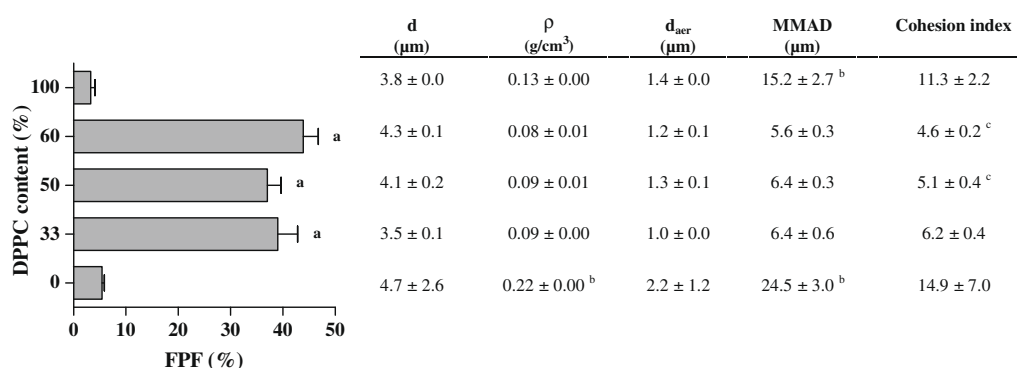 d ρ d_aer MMAD Cohesion index
(µm) (g/cm³) (µm) (µm)
100 3.8 ± 0.0 0.13 ± 0.00 1.4 ± 0.0 15.2 ± 2.7 ᵇ 11.3 ± 2.2
60 a 4.3 ± 0.1 0.08 ± 0.01 1.2 ± 0.1 5.6 ± 0.3 4.6 ± 0.2 ᶜ
50 a 4.1 ± 0.2 0.09 ± 0.01 1.3 ± 0.1 6.4 ± 0.3 5.1 ± 0.4 ᶜ
33 a 3.5 ± 0.1 0.09 ± 0.00 1.0 ± 0.0 6.4 ± 0.6 6.2 ± 0.4
0 4.7 ± 2.6 0.22 ± 0.00 ᵇ 2.2 ± 1.2 24.5 ± 3.0 ᵇ 14.9 ± 7.0
DPPC content (%)
0 10 20 30 40 50
FPF (%)